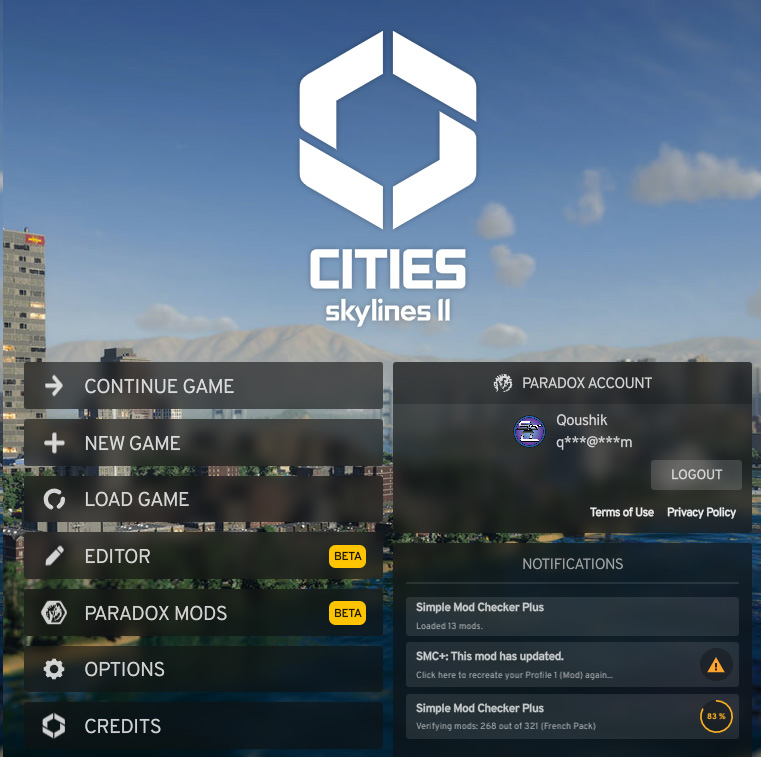 CITIES
skylines II
CONTINUE GAME
NEW GAME
LOAD GAME
EDITOR
BETA
PARADOX MODS
BETA
OPTIONS
CREDITS
PARADOX ACCOUNT
Qoushik
q***@***m
LOGOUT
Terms of Use Privacy Policy
NOTIFICATIONS
Simple Mod Checker Plus
Loaded 13 mods.
SMC+: This mod has updated.
Click here to recreate your Profile 1 (Mod) again...
Simple Mod Checker Plus
Verifying mods: 268 out of 321 (French Pack)
83 %